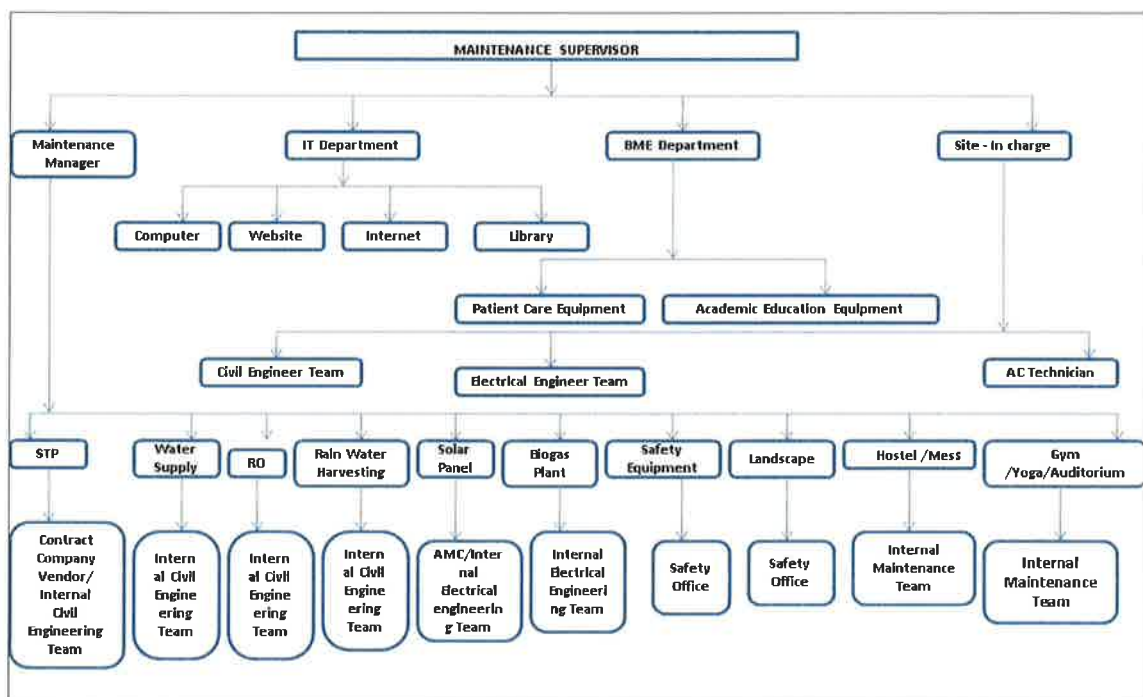 MAINTENANCE SUPERVISOR
Maintenance
Manager
IT Department
BME Department
Site - In charge
Computer
Website
Internet
Library
Patient Care Equipment
Academic Education Equipment
Civil Engineer Team
Electrical Engineer Team
AC Technician
STP
Water
Supply
RO
Rain Water
Harvesting
Solar
Panel
Biogas
Plant
Safety
Equipment
Landscape
Hostel /Mess
Gym
/Yoga/Auditorium
Contract
Company
Vendor/
Internal
Civil
Engineering
Team
Intern
al Civil
Engine
ering
Team
Intern
al Civil
Engine
ering
Team
Intern
al Civil
Engine
ering
Team
AMC/Inter
nal
Electrical
engineerin
g Team
Internal
Electrical
Engineeri
ng Team
Safety
Office
Safety
Office
Internal
Maintenance
Team
Internal
Maintenance
Team